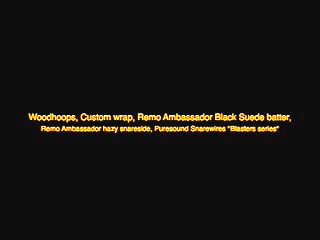 Woodhoops, Custom wrap, Remo Ambassador Black Suede batter,
Remo Ambassador hazy snareside, Puresound Snarewires "Blasters series"